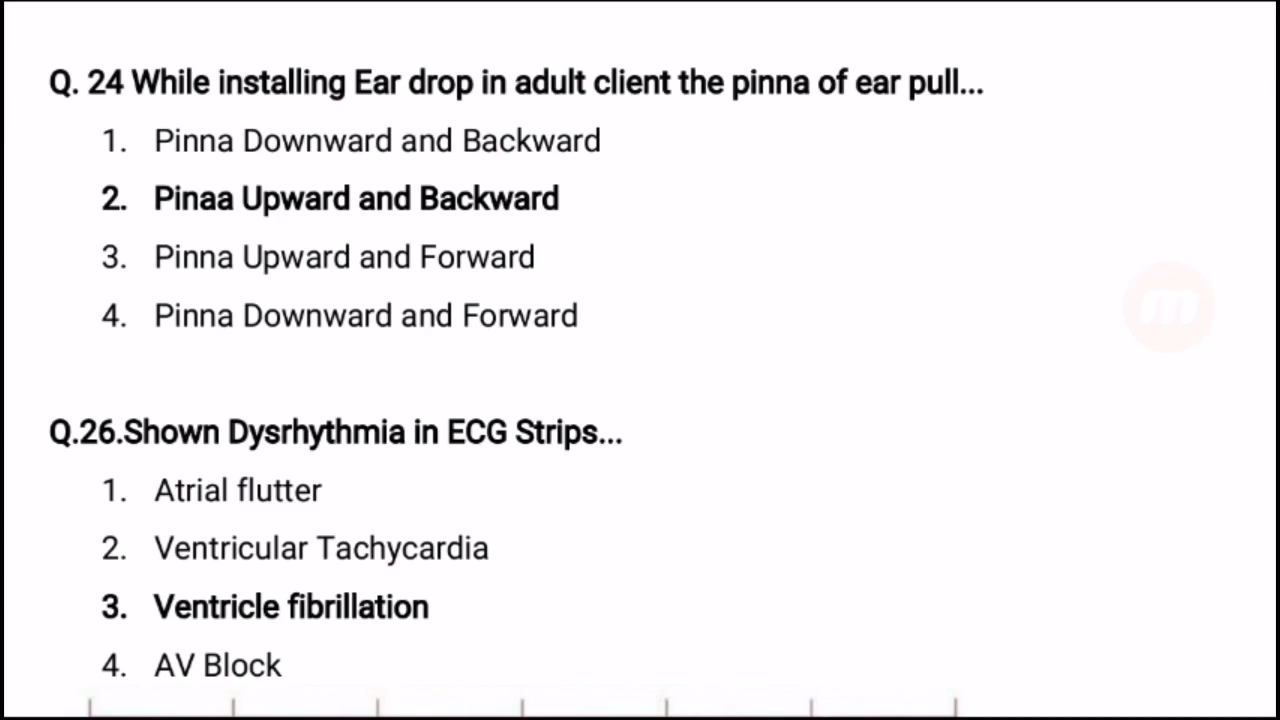 Q. 24 While installing Ear drop in adult client the pinna of ear pull...
1. Pinna Downward and Backward
2. Pinaa Upward and Backward
3. Pinna Upward and Forward
4. Pinna Downward and Forward
Q.26.Shown Dysrhythmia in ECG Strips...
1. Atrial flutter
2. Ventricular Tachycardia
3. Ventricle fibrillation
4. AV Block